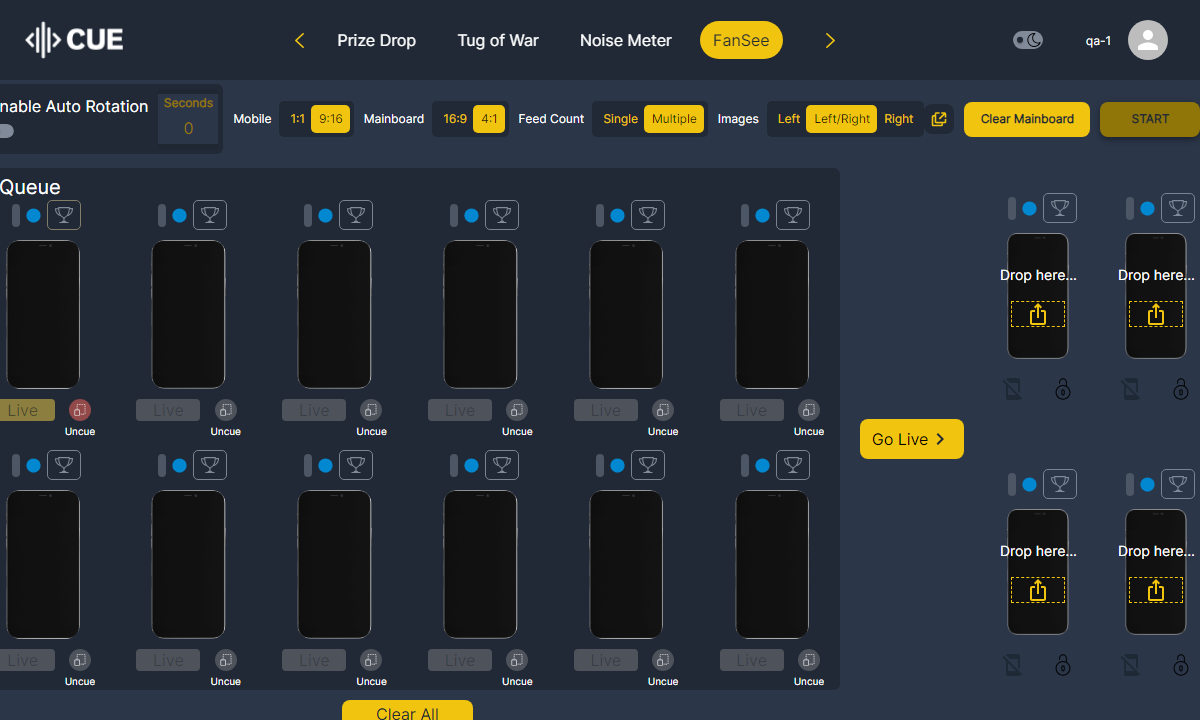 CUE
Prize Drop
Tug of War
Noise Meter
FanSee
qa-1
nable Auto Rotation
Seconds
0
Mobile
1:1
9:16
Mainboard
16:9
4:1
Feed Count
Single
Multiple
Images
Left
Left/Right
Right
Clear Mainboard
START
Queue
Drop here...
Drop here...
Live
Live
Live
Live
Live
Live
Uncue
Uncue
Uncue
Uncue
Uncue
Uncue
Go Live
Drop here...
Drop here...
Live
Live
Live
Live
Live
Live
Uncue
Uncue
Uncue
Uncue
Uncue
Uncue
Clear All